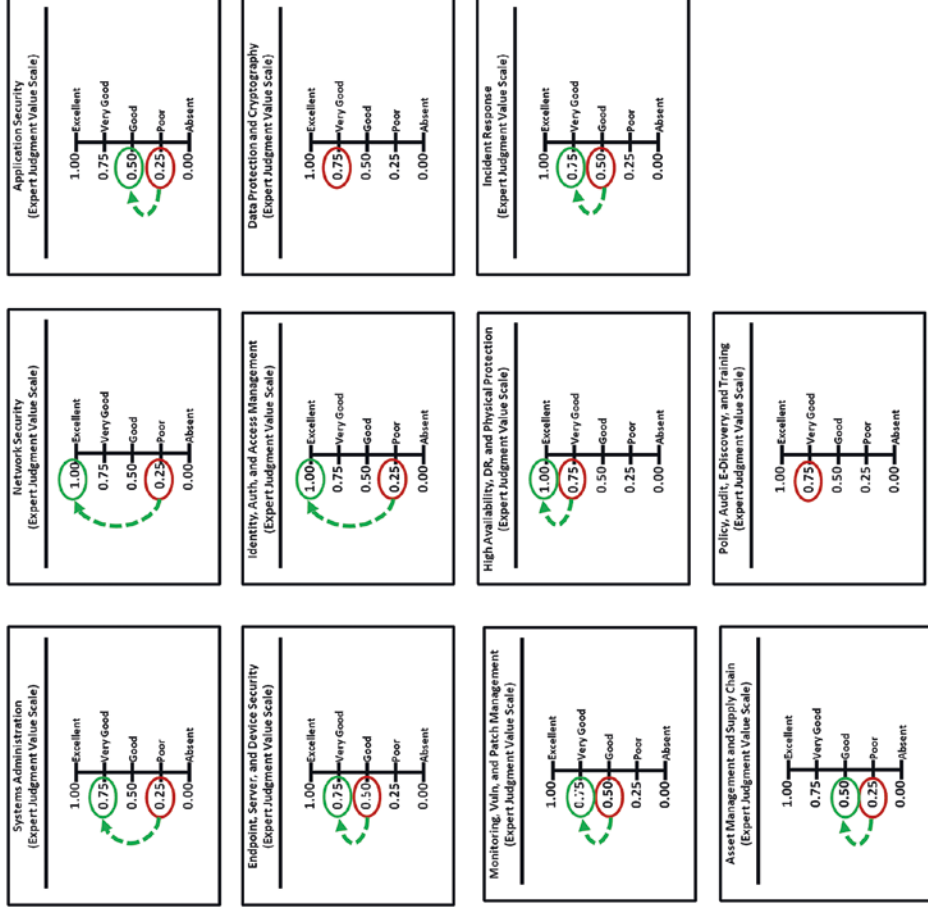 Systems Administration
(Expert Judgment Value Scale)
1.00 Excellent
0.75 Very Good
0.50 Good
0.25 Poor
0.00 Absent
Network Security
(Expert Judgment Value Scale)
1.00 Excellent
0.75 Very Good
0.50 Good
0.25 Poor
0.00 Absent
Application Security
(Expert Judgment Value Scale)
1.00 Excellent
0.75 Very Good
0.50 Good
0.25 Poor
0.00 Absent
Endpoint, Server, and Device Security
(Expert Judgment Value Scale)
1.00 Excellent
0.75 Very Good
0.50 Good
0.25 Poor
0.00 Absent
Identity, Auth, and Access Management
(Expert Judgment Value Scale)
1.00 Excellent
0.75 Very Good
0.50 Good
0.25 Poor
0.00 Absent
Data Protection and Cryptography
(Expert Judgment Value Scale)
1.00 Excellent
0.75 Very Good
0.50 Good
0.25 Poor
0.00 Absent
Monitoring, Vuln, and Patch Management
(Expert Judgment Value Scale)
1.00 Excellent
0.75 Very Good
0.50 Good
0.25 Poor
0.00 Absent
High Availability, DR, and Physical Protection
(Expert Judgment Value Scale)
1.00 Excellent
0.75 Very Good
0.50 Good
0.25 Poor
0.00 Absent
Incident Response
(Expert Judgment Value Scale)
1.00 Excellent
0.75 Very Good
0.50 Good
0.25 Poor
0.00 Absent
Asset Management and Supply Chain
(Expert Judgment Value Scale)
1.00 Excellent
0.75 Very Good
0.50 Good
0.25 Poor
0.00 Absent
Policy, Audit, E-Discovery, and Training
(Expert Judgment Value Scale)
1.00 Excellent
0.75 Very Good
0.50 Good
0.25 Poor
0.00 Absent